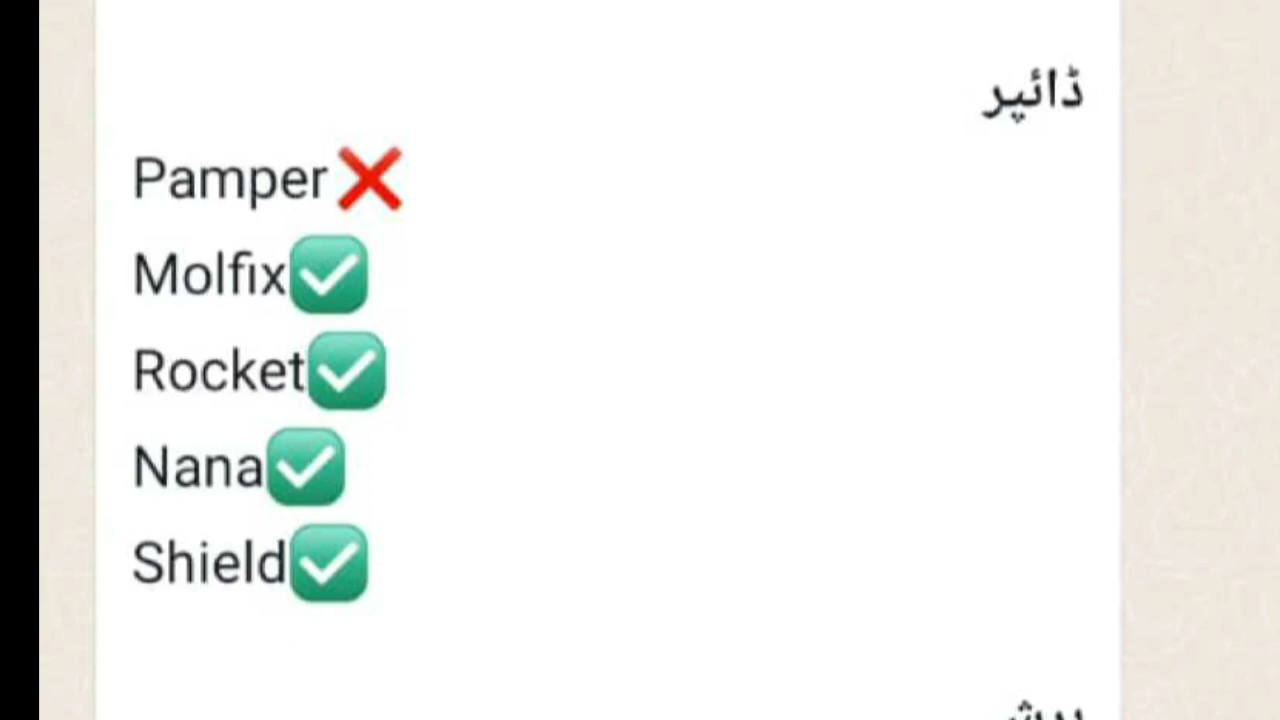 ڈائپر
Pamper❌
Molfix✅
Rocket✅
Nana✅
Shield✅